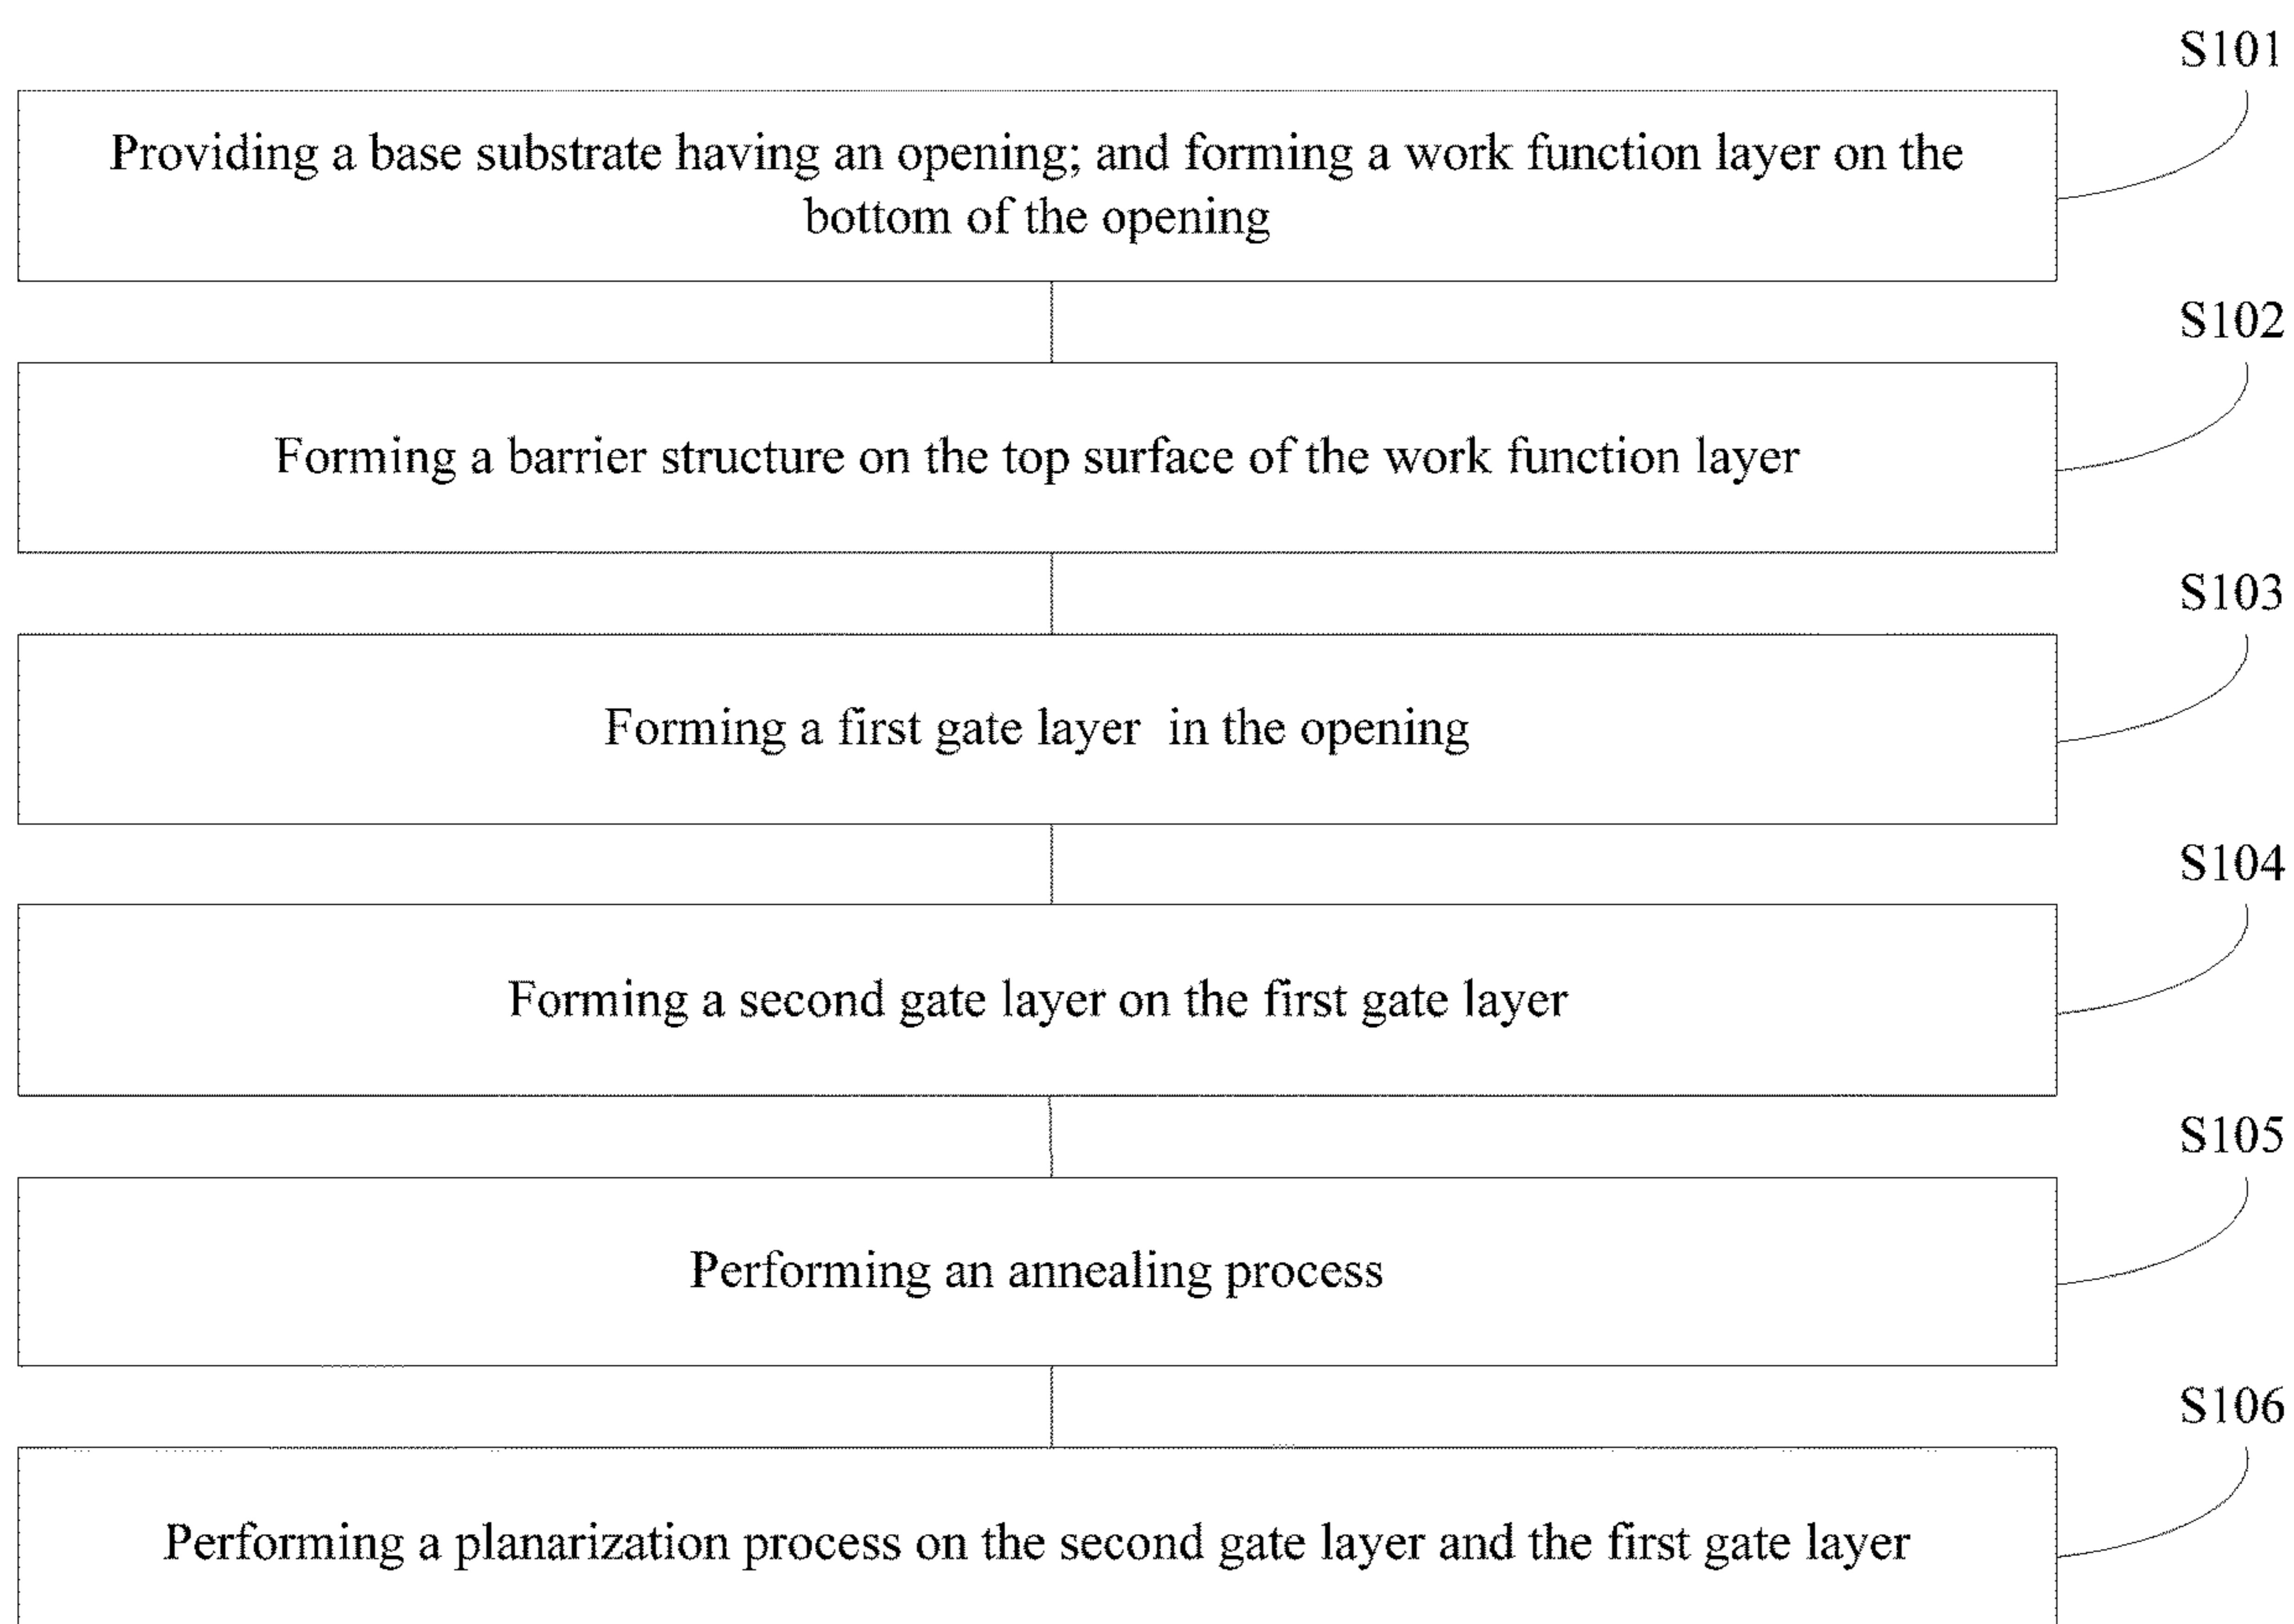 S101
Providing a base substrate having an opening; and forming a work function layer on the
bottom of the opening
S102
Forming a barrier structure on the top surface of the work function layer
S103
Forming a first gate layer in the opening
S104
Forming a second gate layer on the first gate layer
S105
Performing an annealing process
S106
Performing a planarization process on the second gate layer and the first gate layer